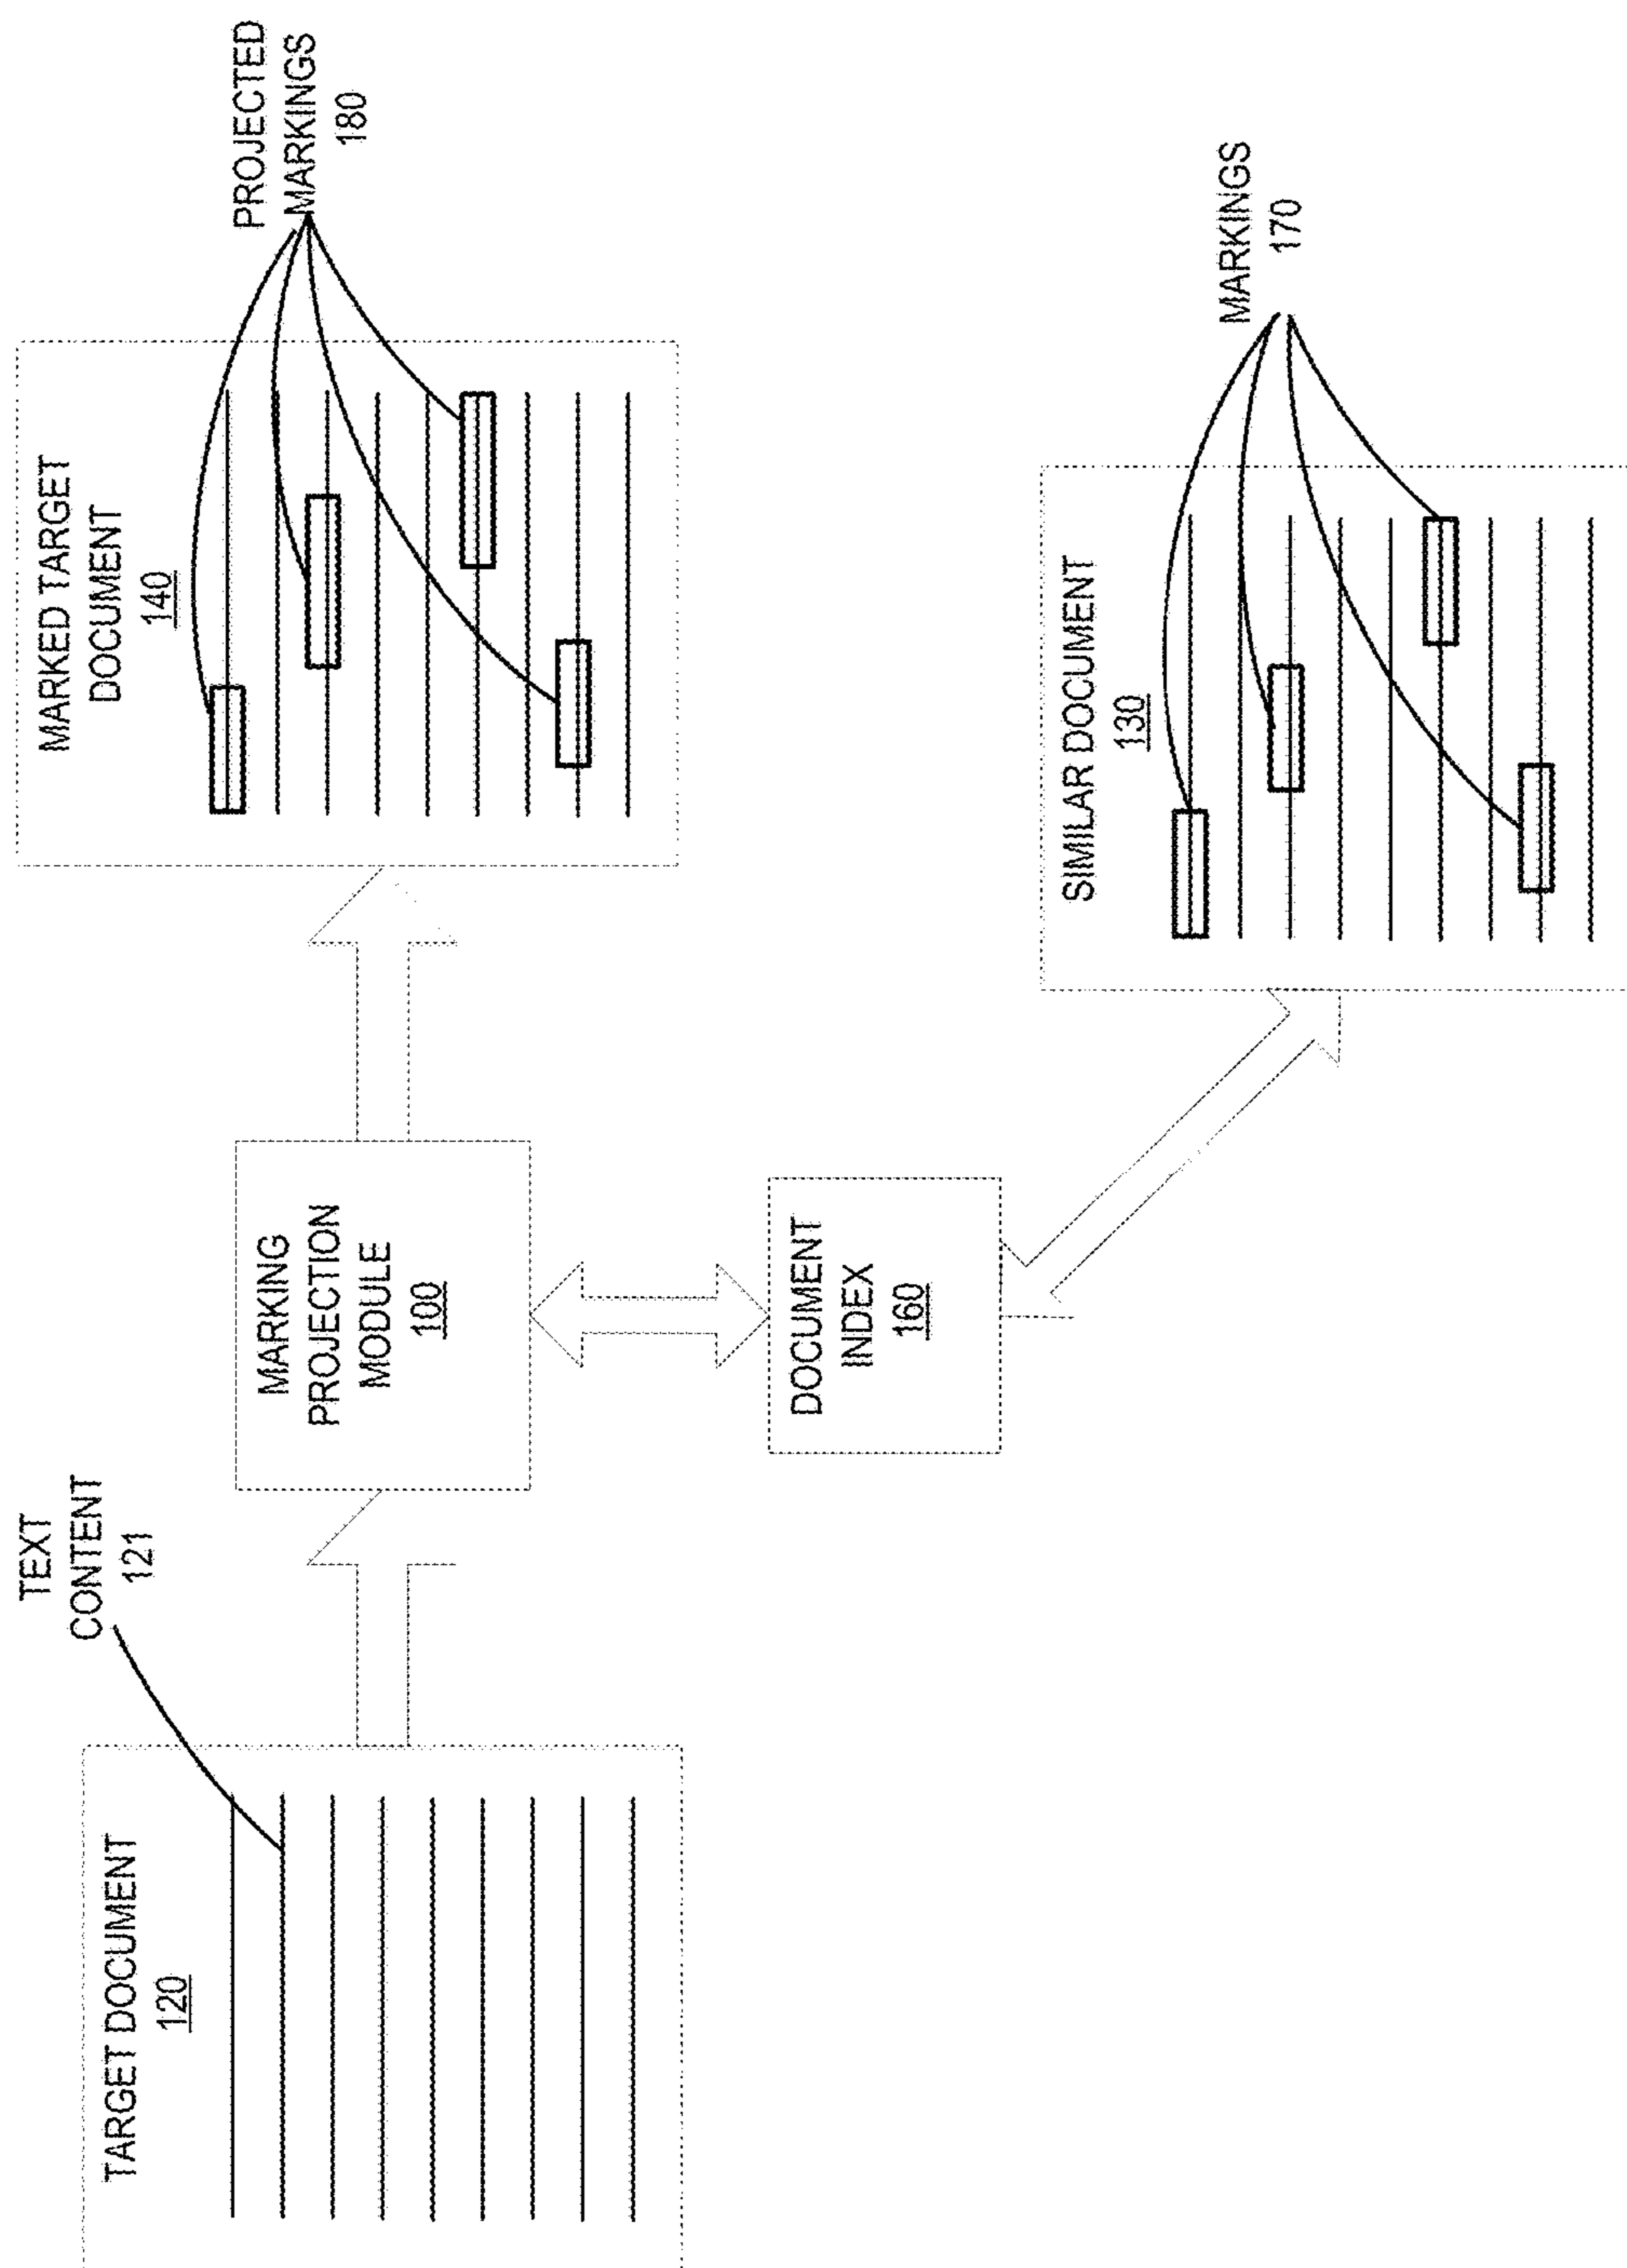 TARGET DOCUMENT
120
TEXT
CONTENT
121
MARKING
PROJECTION
MODULE
100
DOCUMENT
INDEX
160
MARKED TARGET
DOCUMENT
140
PROJECTED
MARKINGS
180
SIMILAR DOCUMENT
130
MARKINGS
170